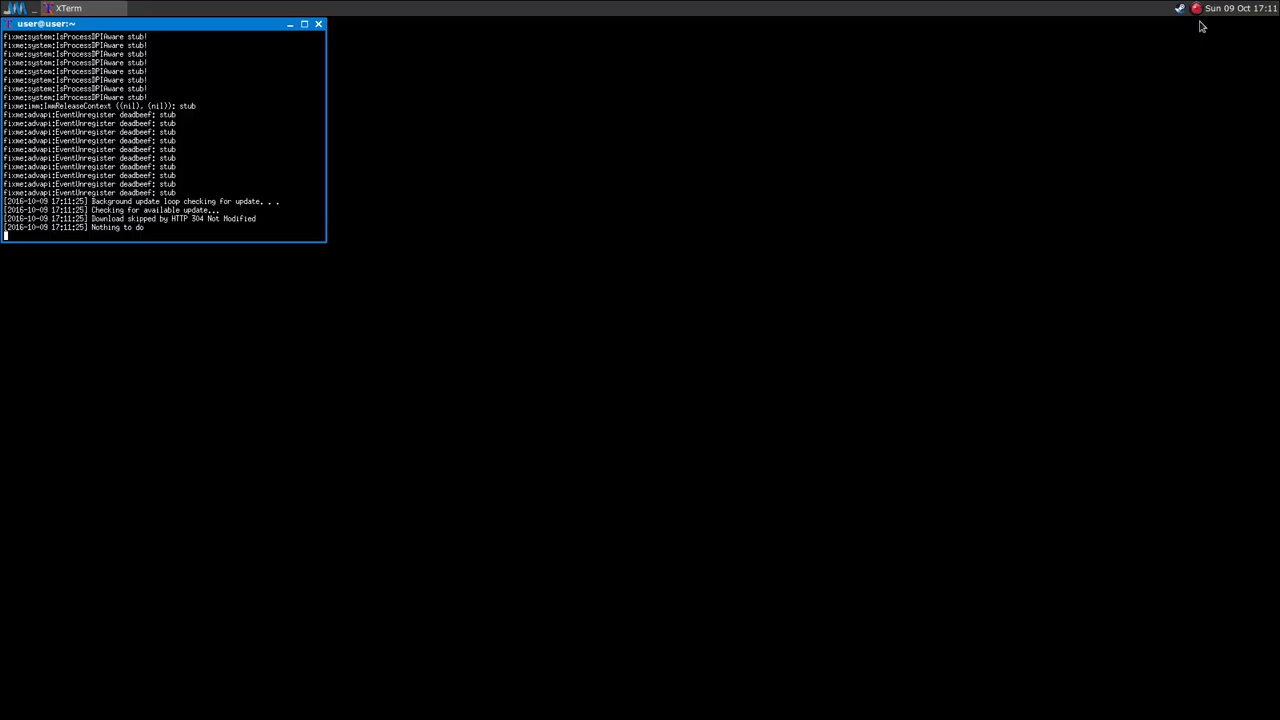 XTerm
Sun 09 Oct 17:11
user@user:~
fixme:system:IsProcessDPIAware stub!
fixme:system:IsProcessDPIAware stub!
fixme:system:IsProcessDPIAware stub!
fixme:system:IsProcessDPIAware stub!
fixme:system:IsProcessDPIAware stub!
fixme:system:IsProcessDPIAware stub!
fixme:system:IsProcessDPIAware stub!
fixme:system:IsProcessDPIAware stub!
fixme:imm:ImmReleaseContext ((nil), (nil)): stub
fixme:advapi:EventUnregister deadbeef: stub
fixme:advapi:EventUnregister deadbeef: stub
fixme:advapi:EventUnregister deadbeef: stub
fixme:advapi:EventUnregister deadbeef: stub
fixme:advapi:EventUnregister deadbeef: stub
fixme:advapi:EventUnregister deadbeef: stub
fixme:advapi:EventUnregister deadbeef: stub
fixme:advapi:EventUnregister deadbeef: stub
fixme:advapi:EventUnregister deadbeef: stub
fixme:advapi:EventUnregister deadbeef: stub
[2016-10-09 17:11:25] Background update loop checking for update. . .
[2016-10-09 17:11:25] Checking for available update...
[2016-10-09 17:11:25] Download skipped by HTTP 304 Not Modified
[2016-10-09 17:11:25] Nothing to do